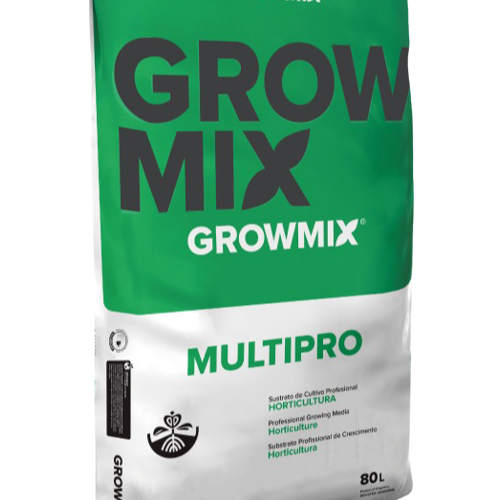 MIX
GROW
MIX
GROWMIX®
MULTIPRO
Sustrato de Cultivo Profesional
HORTICULTURA
Professional Growing Media
Horticulture
Substrato Profissional de Crescimento
Horticultura
80L
GROW